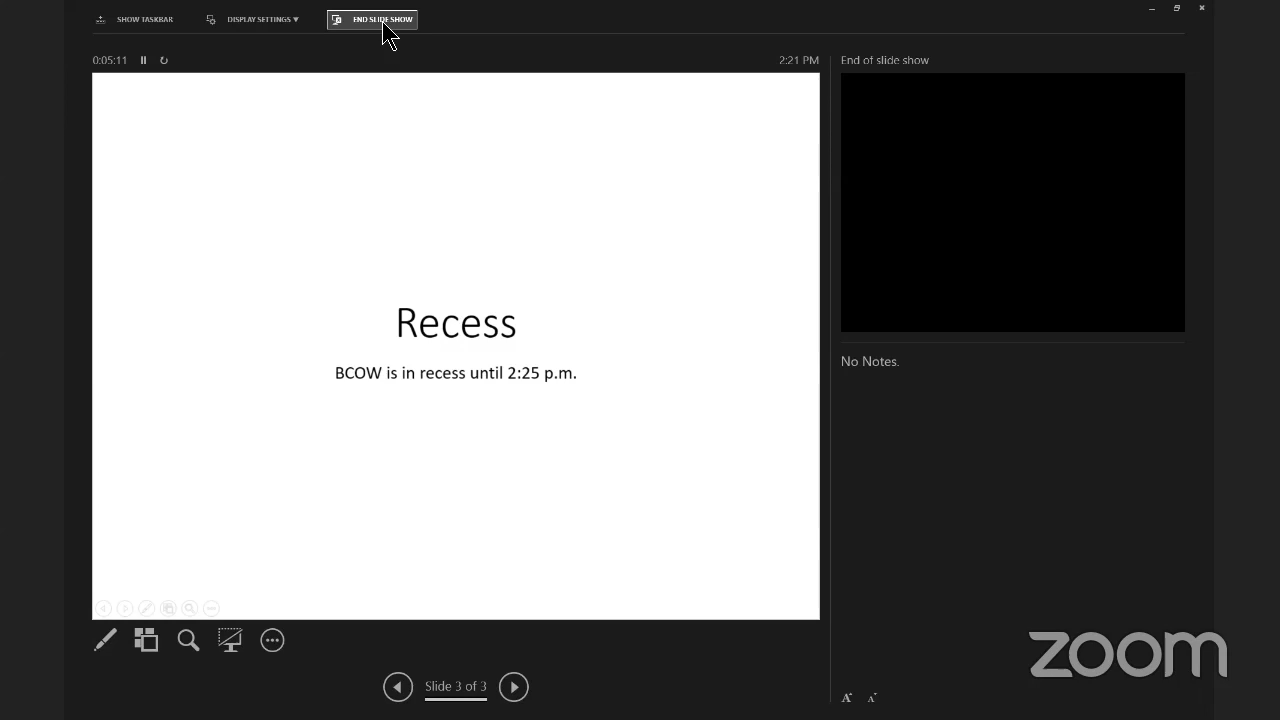 SHOW TASKBAR
DISPLAY SETTINGS ▼
END SLIDE SHOW
0:05:11
2:21 PM
End of slide show
Recess
BCOW is in recess until 2:25 p.m.
No Notes.
Slide 3 of 3
A A
zoom